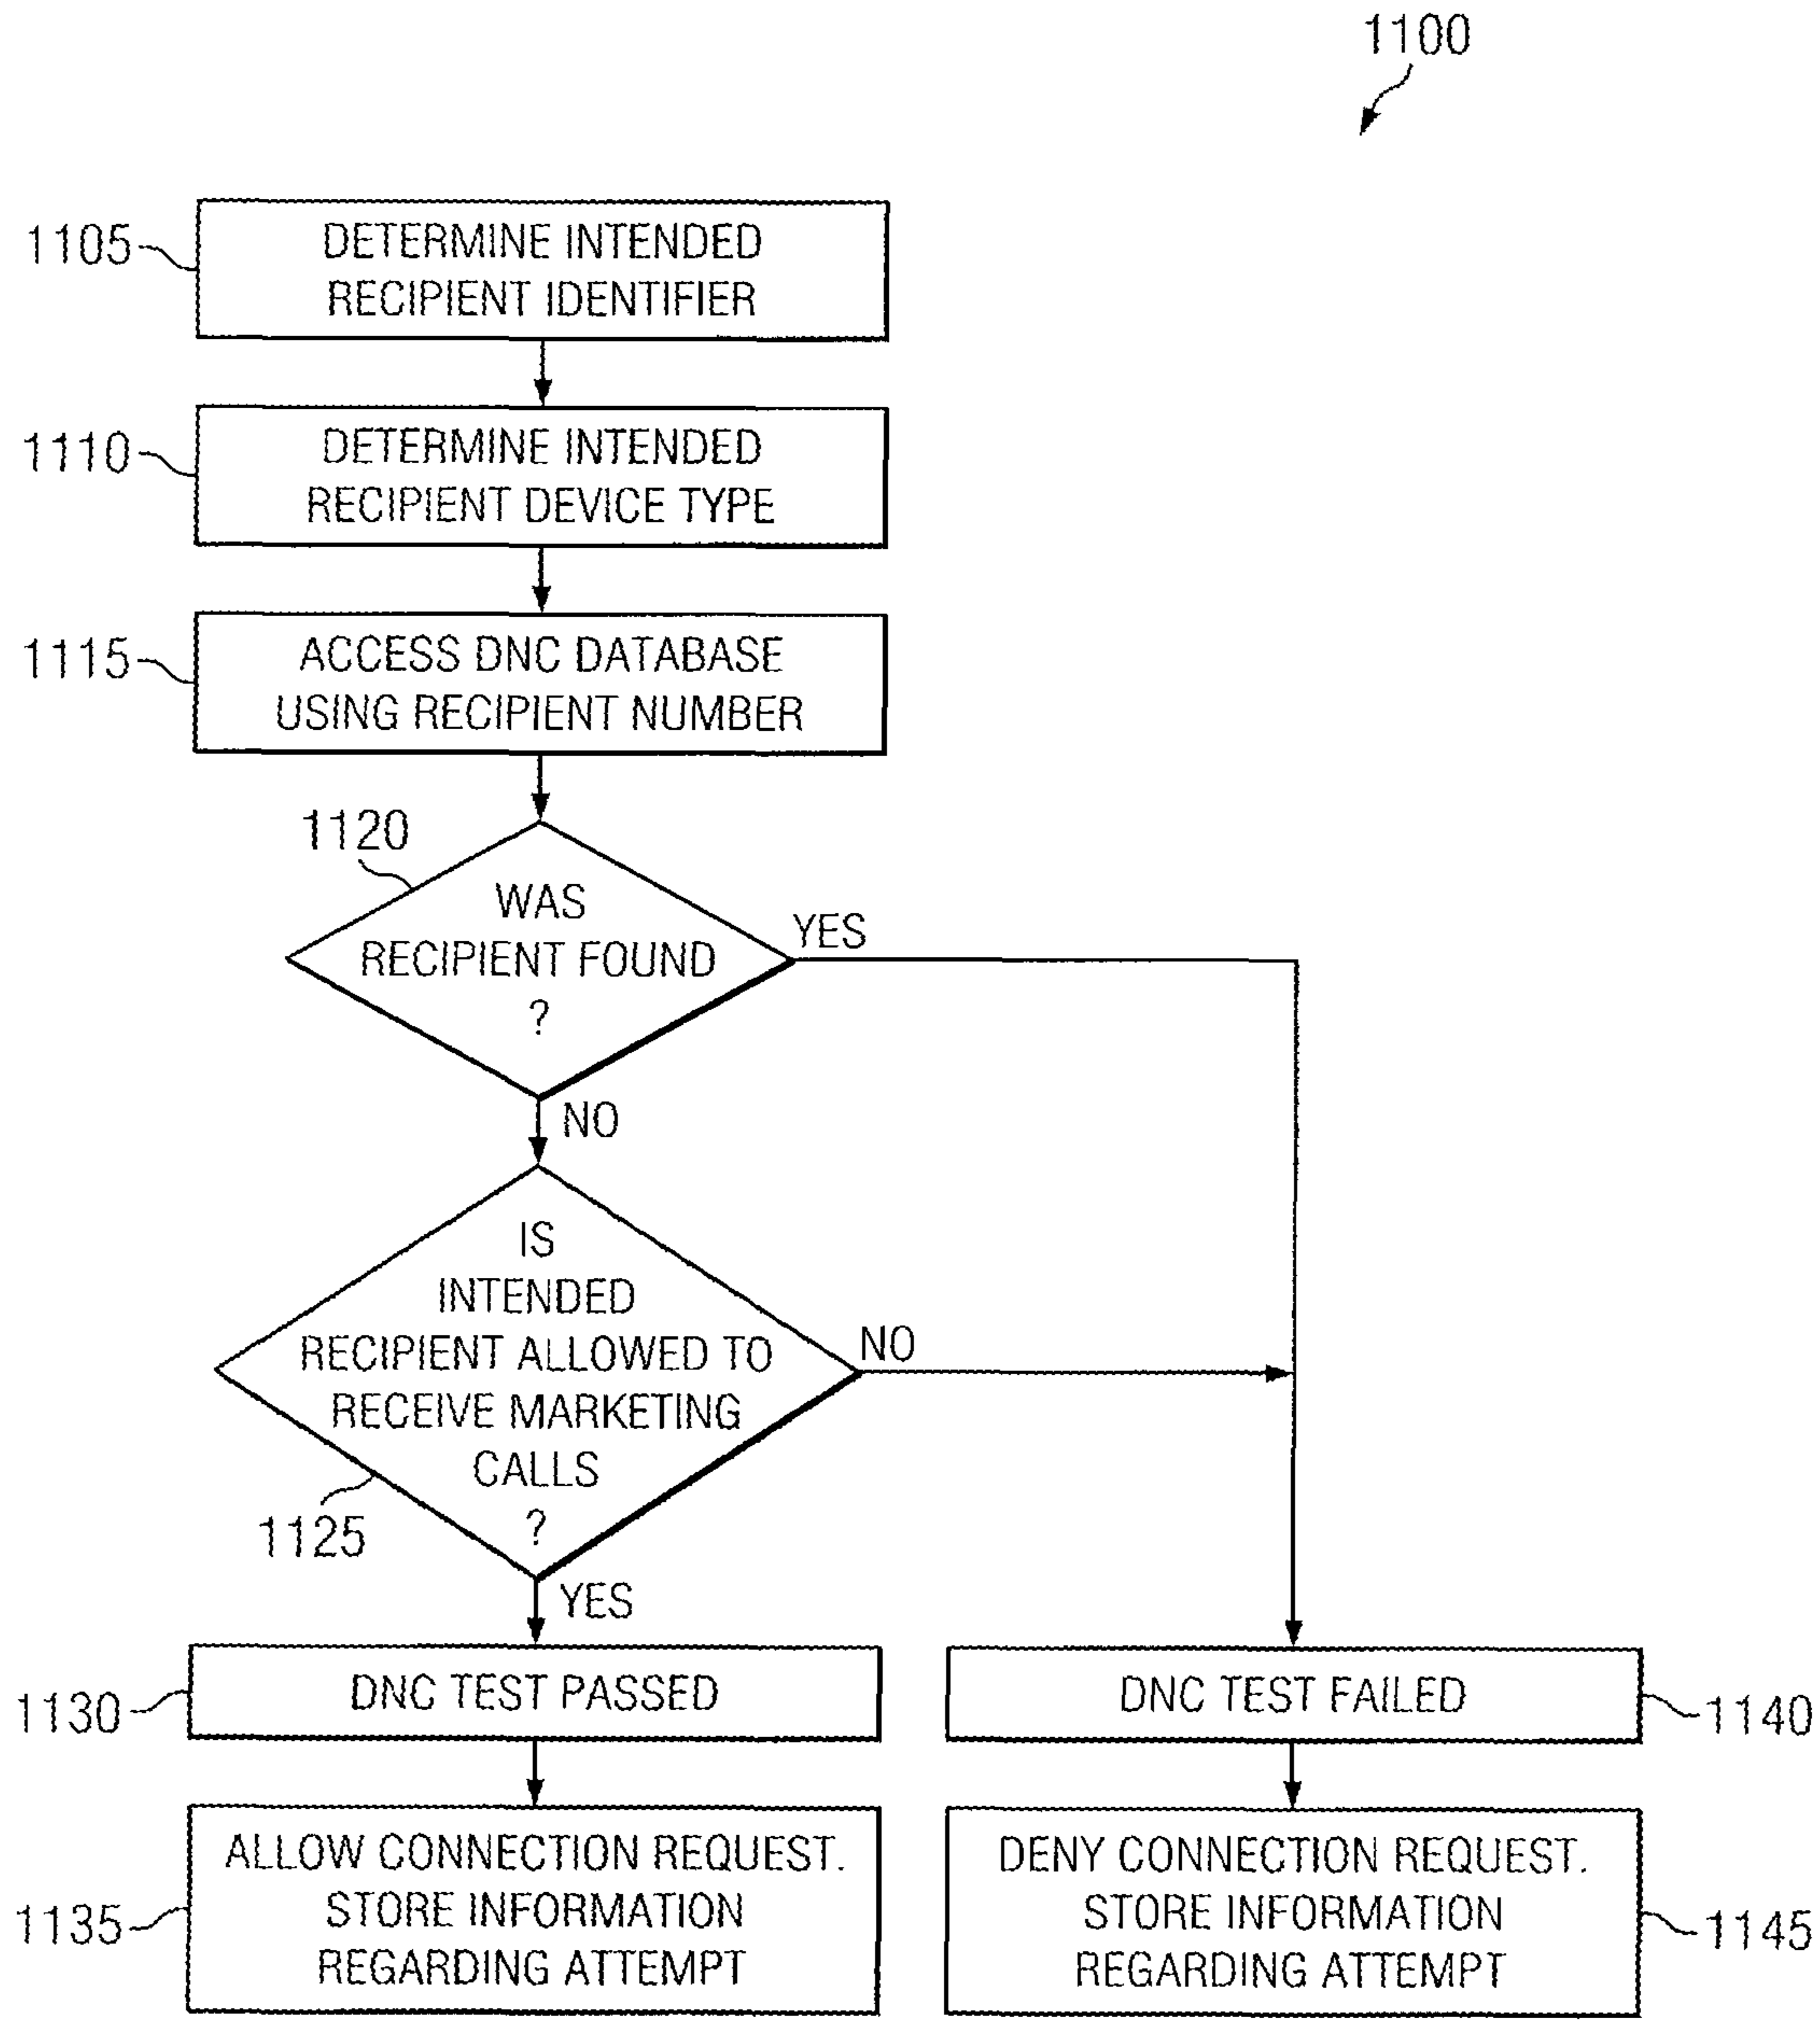 1100
1105
DETERMINE INTENDED
RECIPIENT IDENTIFIER
1110
DETERMINE INTENDED
RECIPIENT DEVICE TYPE
1115
ACCESS DNC DATABASE
USING RECIPIENT NUMBER
1120
WAS
RECIPIENT FOUND
?
YES
NO
IS
INTENDED
RECIPIENT ALLOWED TO
RECEIVE MARKETING
CALLS
?
NO
1125
YES
1130
DNC TEST PASSED
DNC TEST FAILED
1140
1135
ALLOW CONNECTION REQUEST.
STORE INFORMATION
REGARDING ATTEMPT
DENY CONNECTION REQUEST.
STORE INFORMATION
REGARDING ATTEMPT
1145